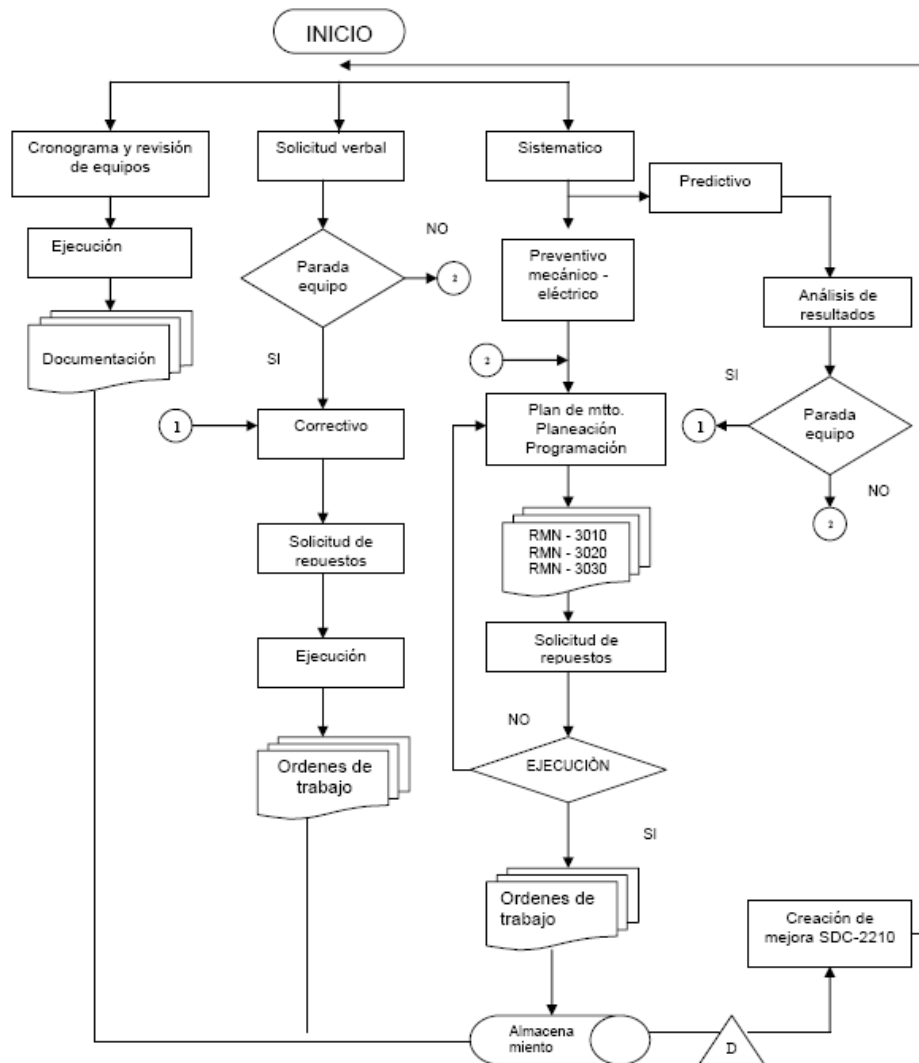 INICIO
Cronograma y revisión
de equipos
Solicitud verbal
Sistematico
Predictivo
Ejecución
NO
Parada
equipo
2
Preventivo
mecánico -
eléctrico
Análisis de
resultados
Documentación
SI
2
SI
1
Correctivo
Plan de mtto.
Planeación
Programación
1
Parada
equipo
NO
2
Solicitud de
repuestos
RMN - 3010
RMN - 3020
RMN - 3030
Ejecución
Solicitud de
repuestos
NO
Ordenes de
trabajo
EJECUCIÒN
SI
Ordenes de
trabajo
Creación de
mejora SDC-2210
Almacena
miento
D